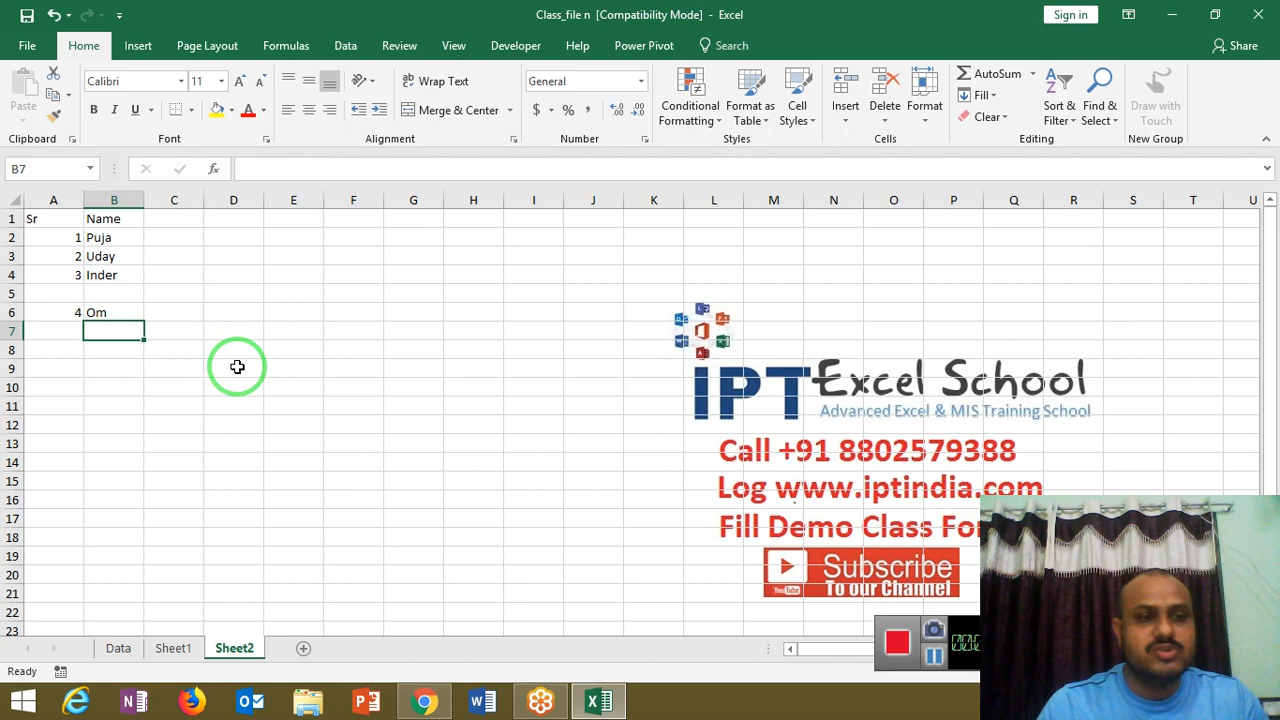 Class_file n [Compatibility Mode] - Excel
Sign in
File
Home
Insert
Page Layout
Formulas
Data
Review
View
Developer
Help
Power Pivot
Search
Share
Paste
Calibri
11
Wrap Text
General
Merge & Center
Conditional Formatting
Format as Table
Cell Styles
Insert
Delete
Format
AutoSum
Fill
Clear
Sort & Filter
Find & Select
Draw with Touch
Clipboard
Font
Alignment
Number
Styles
Cells
Editing
New Group
B7
fx
A B C D E F G H I J K L M N O P Q R S T U
1 Sr Name
2 1 Puja
3 2 Uday
4 3 Inder
5
6 4 Om
7
8
9
10
11
12
13
14
15
16
17
18
19
20
21
22
23
IPT Excel School
Advanced Excel & MIS Training School
Call +91 8802579388
Log www.iptindia.com
Fill Demo Class For
Subscribe
YouTube To our Channel
Data
Sheet1
Sheet2
Ready